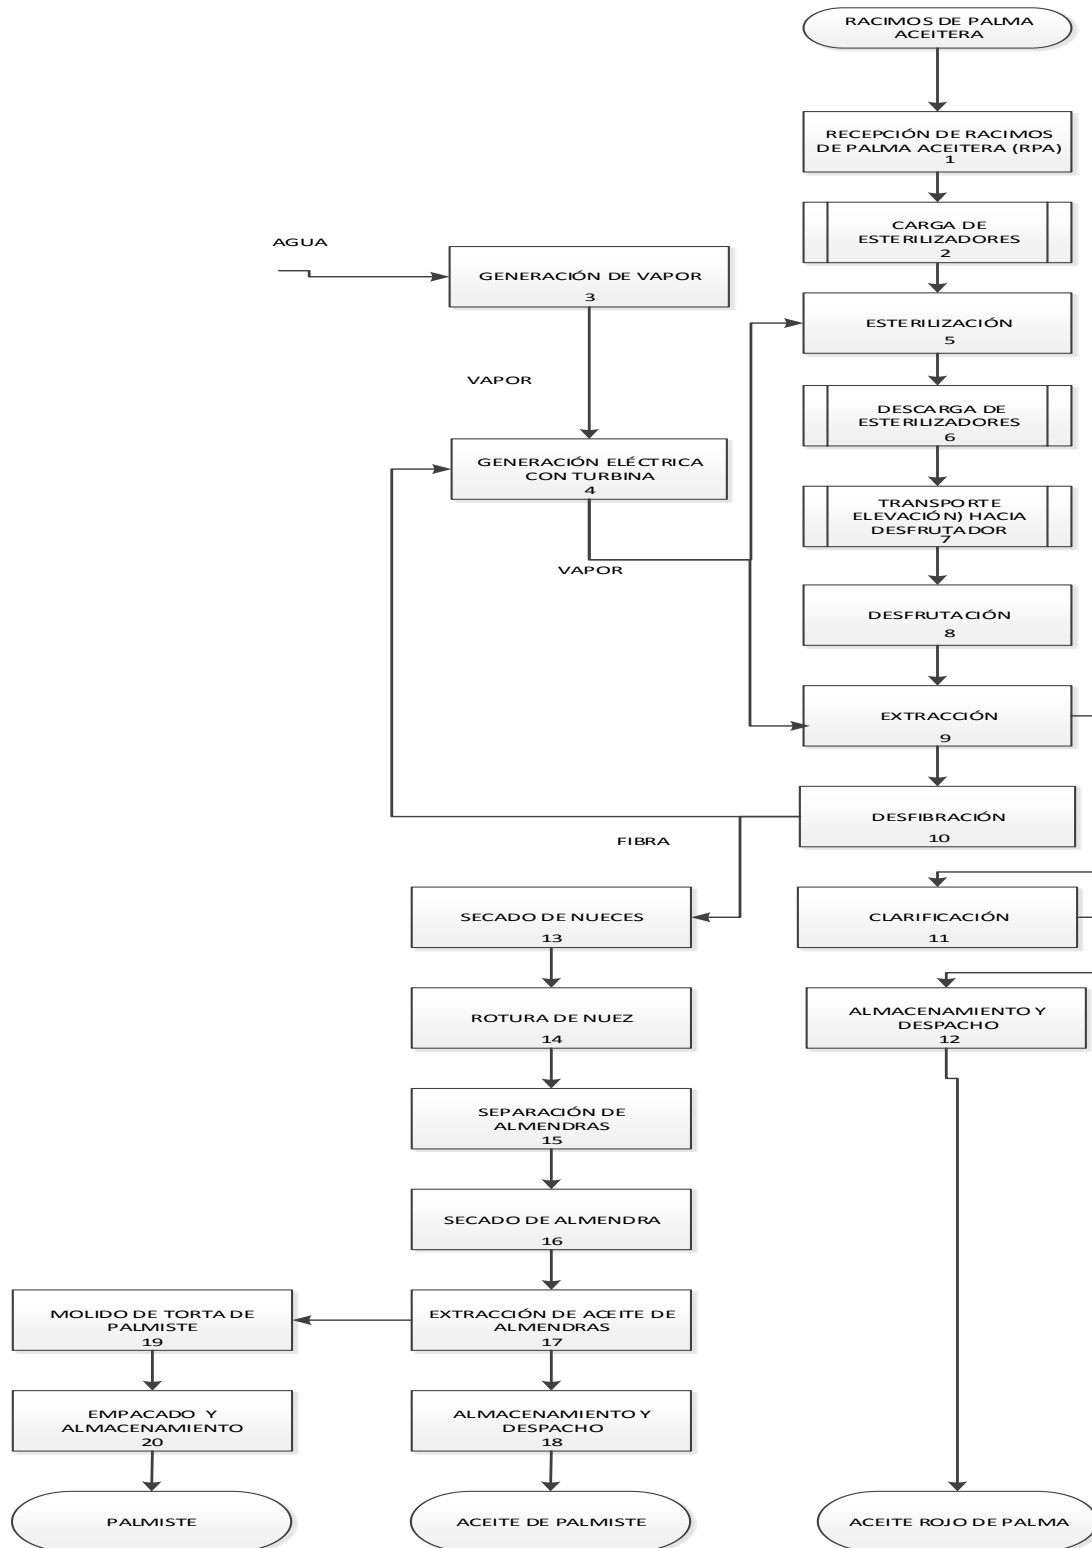 RACIMOS DE PALMA
ACEITERA
RECEPCIÓN DE RACIMOS
DE PALMA ACEITERA (RPA)
1
CARGA DE
ESTERILIZADORES
2
AGUA
GENERACIÓN DE VAPOR
3
ESTERILIZACIÓN
5
VAPOR
DESCARGA DE
ESTERILIZADORES
6
GENERACIÓN ELÉCTRICA
CON TURBINA
4
TRANSPORTE
ELEVACIÓN) HACIA
DESFRUTADOR
7
VAPOR
DESFRUTACIÓN
8
EXTRACCIÓN
9
DESFIBRACIÓN
10
FIBRA
SECADO DE NUECES
13
CLARIFICACIÓN
11
ROTURA DE NUEZ
14
ALMACENAMIENTO Y
DESPACHO
12
SEPARACIÓN DE
ALMENDRAS
15
SECADO DE ALMENDRA
16
MOLIDO DE TORTA DE
PALMISTE
19
EXTRACCIÓN DE ACEITE DE
ALMENDRAS
17
EMPACADO Y
ALMACENAMIENTO
20
ALMACENAMIENTO Y
DESPACHO
18
PALMISTE
ACEITE DE PALMISTE
ACEITE ROJO DE PALMA